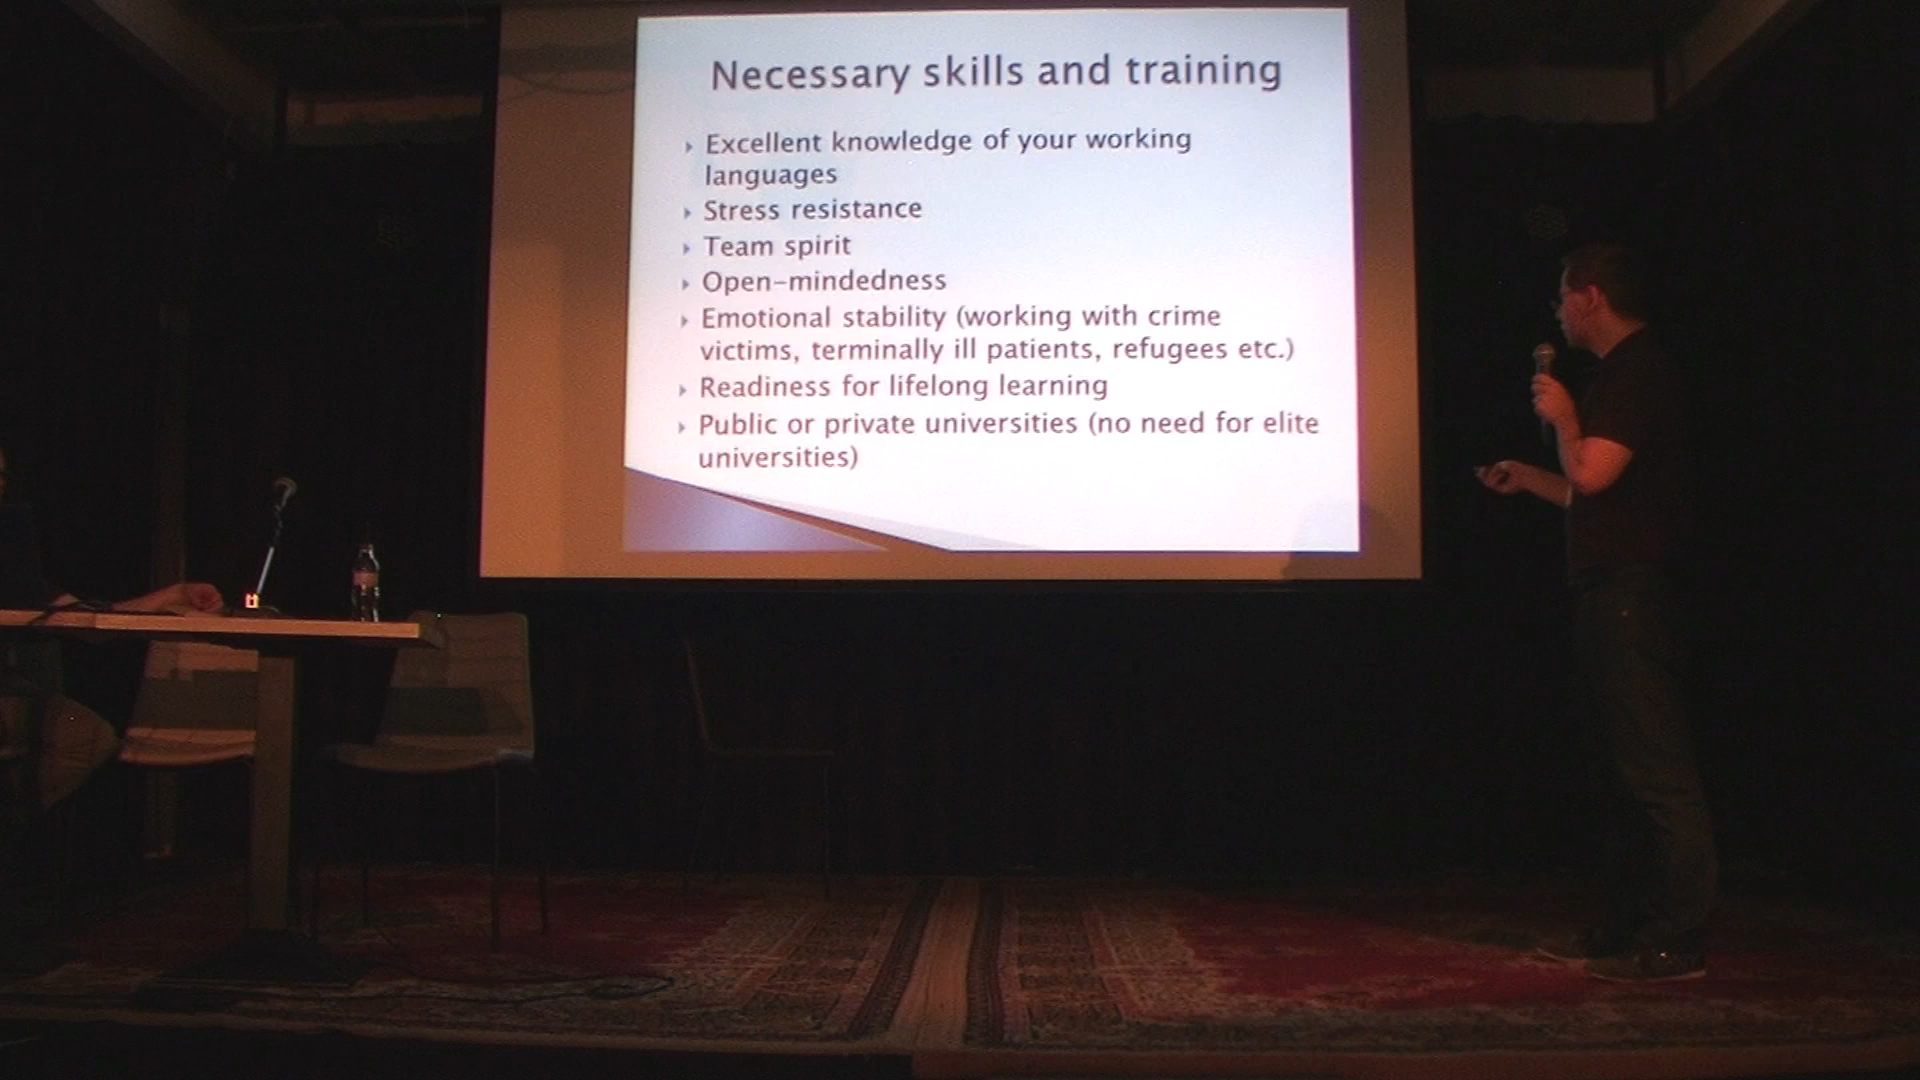 Necessary skills and training
Excellent knowledge of your working
languages
Stress resistance
Team spirit
Open-mindedness
Emotional stability (working with crime
victims, terminally ill patients, refugees etc.)
Readiness for lifelong learning
Public or private universities (no need for elite
universities)